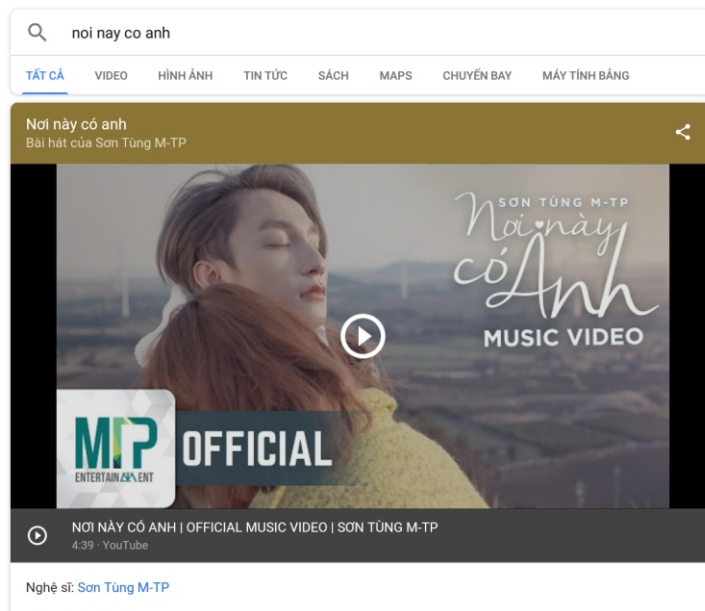 noi nay co anh
TẤT CẢ VIDEO HÌNH ẢNH TIN TỨC SÁCH MAPS CHUYẾN BAY MÁY TÍNH BẢNG
Nơi này có anh
Bài hát của Sơn Tùng M-TP
SƠN TÙNG M-TP
Nơi này
có Anh
MUSIC VIDEO
MTP
ENTERTAINMENT
OFFICIAL
NƠI NÀY CÓ ANH | OFFICIAL MUSIC VIDEO | SƠN TÙNG M-TP
4:39 · YouTube
Nghệ sĩ: Sơn Tùng M-TP